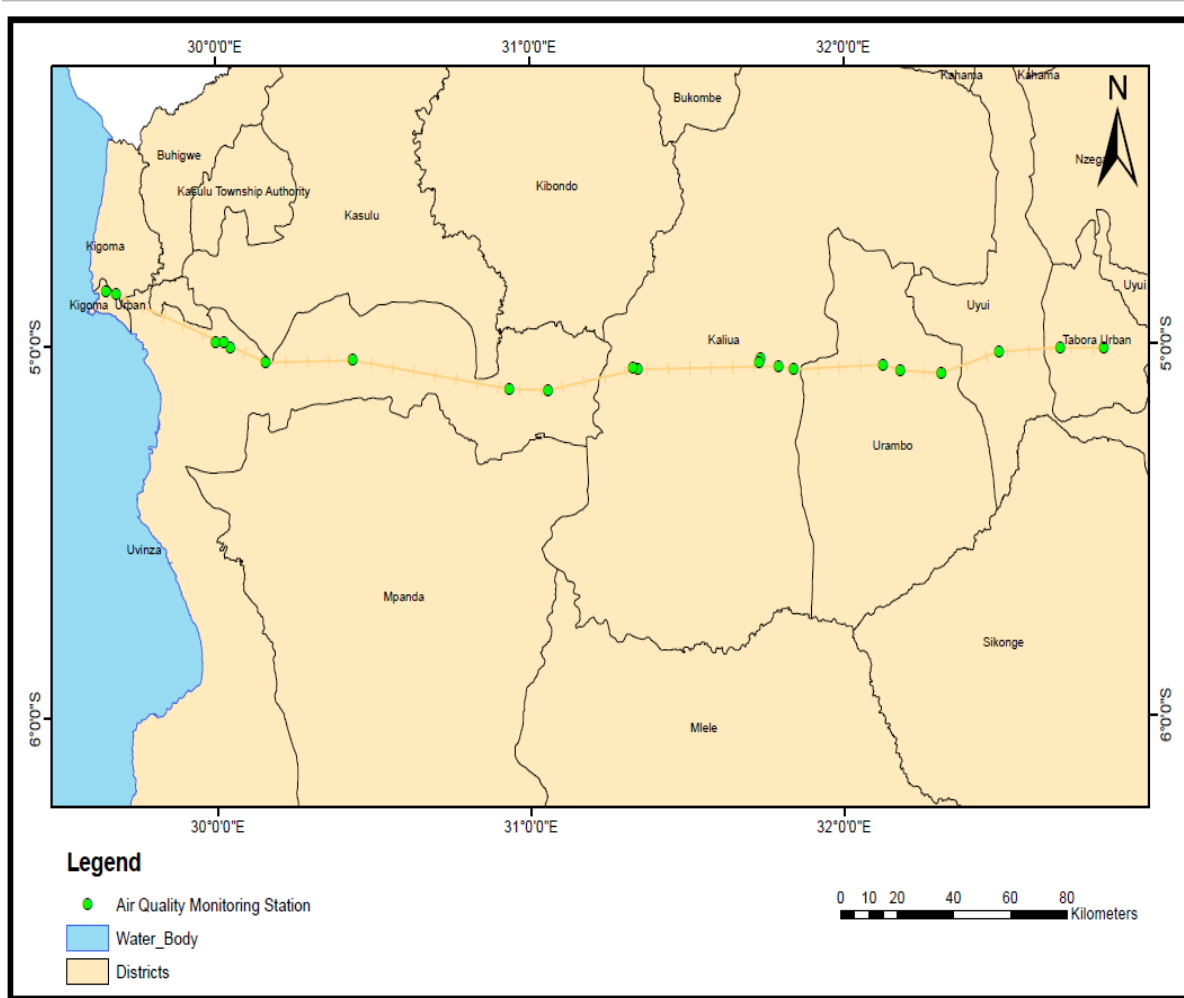 30°0'0"E 31°0'0"E 32°0'0"E
Kahama Kahama
N
Bukombe
Buhigwe
Nzega
Kasulu Township Authority
Kibondo
Kasulu
Kigoma
Uyui
Kigoma Urban
Uyui
Kaliua
Tabora Urban
5°0'0"S 5°0'0"S
Urambo
Uvinza
Mpanda
Sikonge
Mlele
6°0'0"S 6°0'0"S
30°0'0"E 31°0'0"E 32°0'0"E
Legend
Air Quality Monitoring Station
Water_Body
Districts
0 10 20 40 60 80
Kilometers